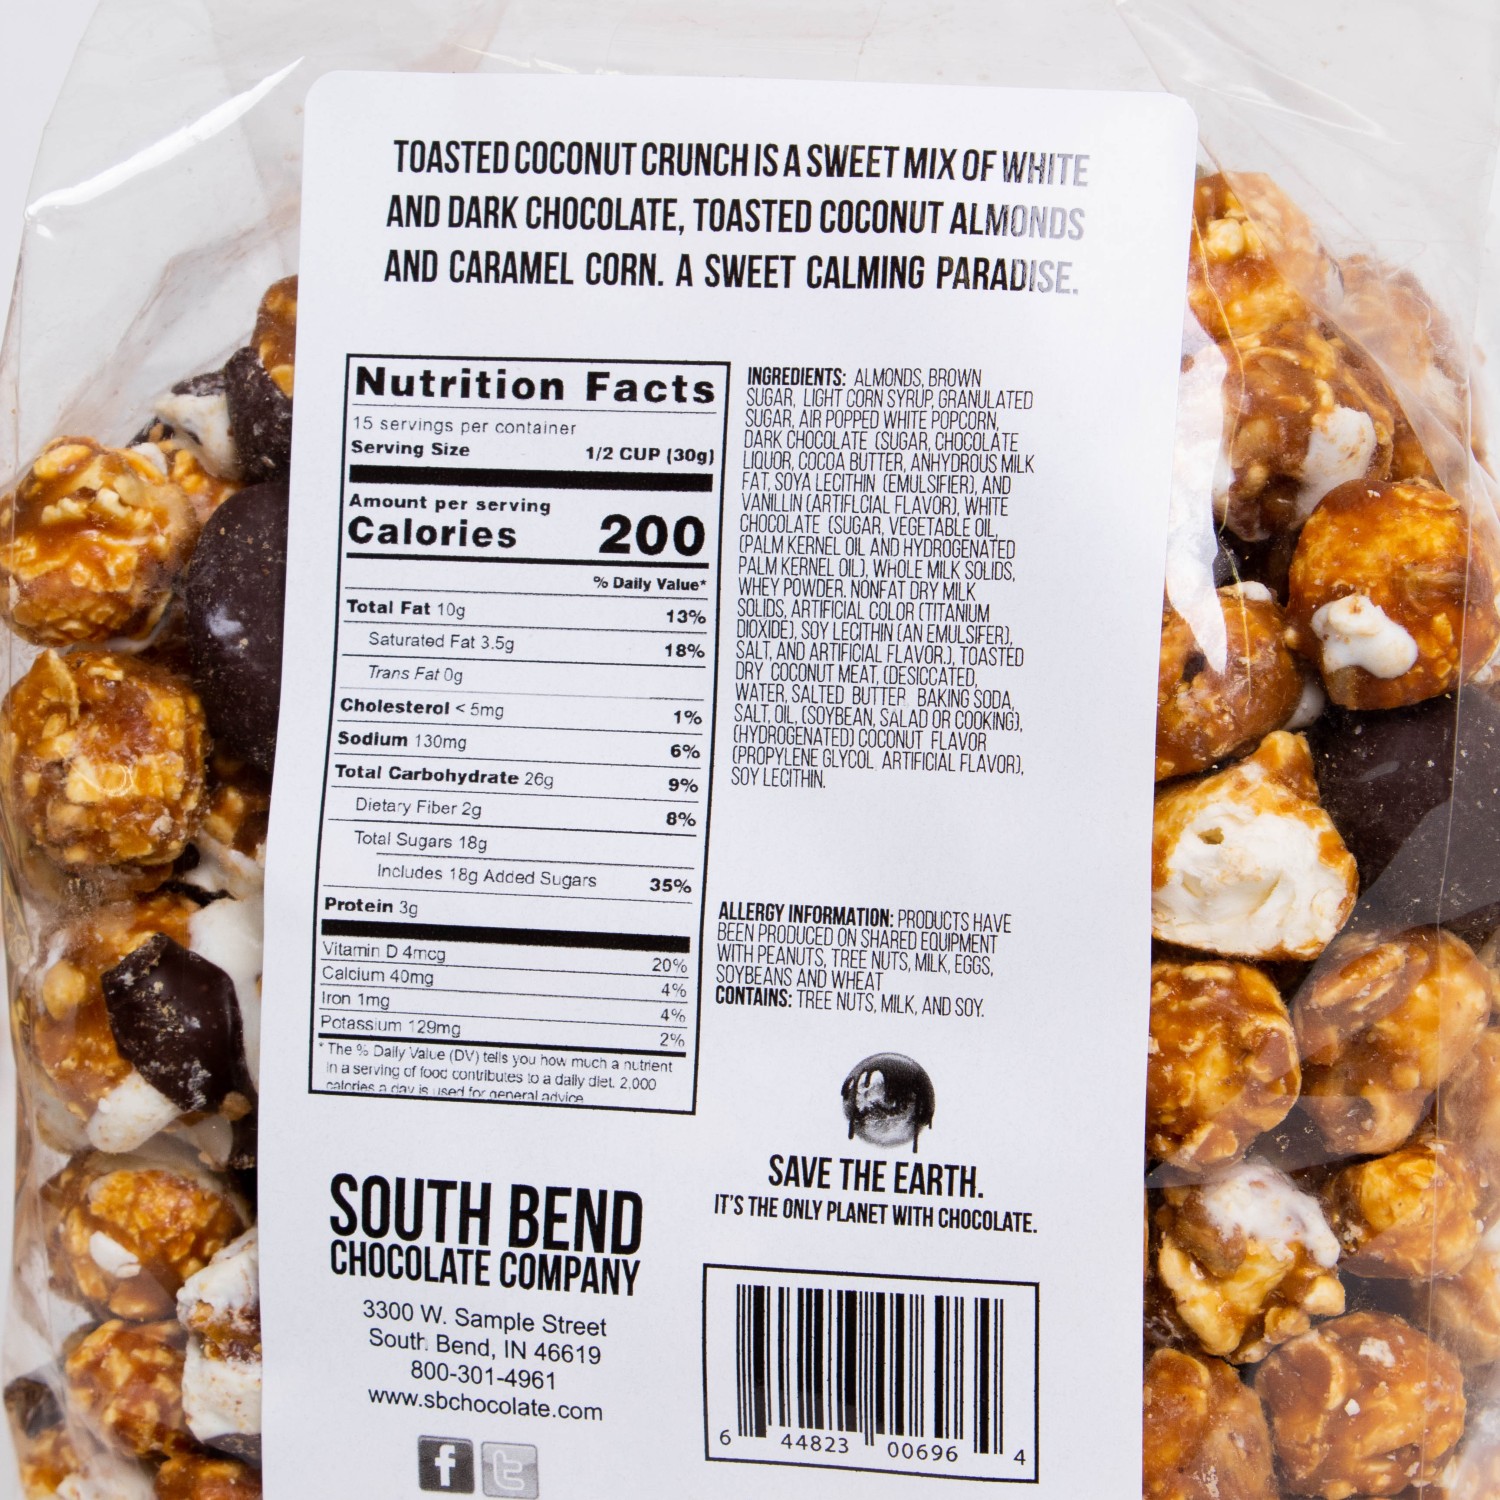 TOASTED COCONUT CRUNCH IS A SWEET MIX OF WHITE
AND DARK CHOCOLATE, TOASTED COCONUT ALMONDS
AND CARAMEL CORN. A SWEET CALMING PARADISE.
Nutrition Facts
15 servings per container
Serving Size 1/2 CUP (30g)
Amount per serving
Calories 200
% Daily Value*
Total Fat 10g 13%
Saturated Fat 3.5g 18%
Trans Fat 0g
Cholesterol < 5mg 1%
Sodium 130mg 6%
Total Carbohydrate 26g 9%
Dietary Fiber 2g 8%
Total Sugars 18g
Includes 18g Added Sugars 35%
Protein 3g
Vitamin D 4mcg 20%
Calcium 40mg 4%
Iron 1mg 4%
Potassium 129mg 2%
* The % Daily Value (DV) tells you how much a nutrient
in a serving of food contributes to a daily diet. 2,000
calories a day is used for general advice
INGREDIENTS: ALMONDS, BROWN
SUGAR, LIGHT CORN SYRUP, GRANULATED
SUGAR, AIR POPPED WHITE POPCORN,
DARK CHOCOLATE (SUGAR, CHOCOLATE
LIQUOR, COCOA BUTTER, ANHYDROUS MILK
FAT, SOYA LECITHIN (EMULSIFIER), AND
VANILLIN (ARTIFLCIAL FLAVOR), WHITE
CHOCOLATE (SUGAR, VEGETABLE OIL,
(PALM KERNEL OIL AND HYDROGENATED
PALM KERNEL OIL), WHOLE MILK SOLIDS,
WHEY POWDER. NONFAT DRY MILK
SOLIDS, ARTIFICIAL COLOR (TITANIUM
DIOXIDE), SOY LECITHIN (AN EMULSIFER),
SALT, AND ARTIFICIAL FLAVOR.), TOASTED
DRY COCONUT MEAT, (DESICCATED,
WATER, SALTED BUTTER BAKING SODA,
SALT, OIL, (SOYBEAN, SALAD OR COOKING),
(HYDROGENATED) COCONUT FLAVOR
(PROPYLENE GLYCOL, ARTIFICIAL FLAVOR),
SOY LECITHIN.
ALLERGY INFORMATION: PRODUCTS HAVE
BEEN PRODUCED ON SHARED EQUIPMENT
WITH PEANUTS, TREE NUTS, MILK, EGGS,
SOYBEANS AND WHEAT
CONTAINS: TREE NUTS, MILK, AND SOY.
SAVE THE EARTH.
IT'S THE ONLY PLANET WITH CHOCOLATE.
SOUTH BEND
CHOCOLATE COMPANY
3300 W. Sample Street
South Bend, IN 46619
800-301-4961
www.sbchocolate.com
f t
6 44823 00696 4